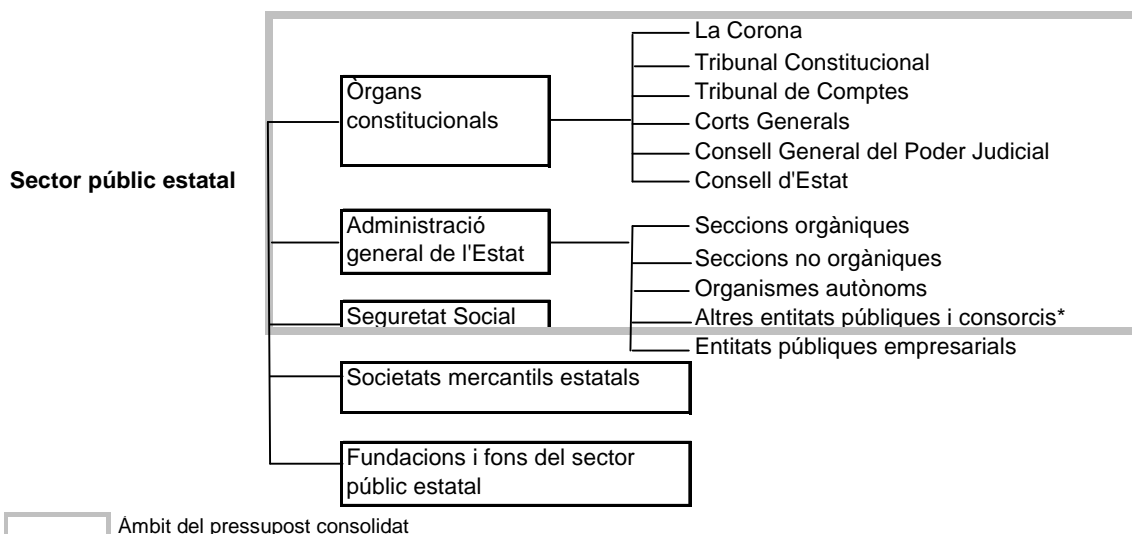 Sector públic estatal
Òrgans
constitucionals
La Corona
Tribunal Constitucional
Tribunal de Comptes
Corts Generals
Consell General del Poder Judicial
Consell d'Estat
Administració
general de l'Estat
Seccions orgàniques
Seccions no orgàniques
Organismes autònoms
Altres entitats públiques i consorcis*
Entitats públiques empresarials
Seguretat Social
Societats mercantils estatals
Fundacions i fons del sector
públic estatal
Àmbit del pressupost consolidat